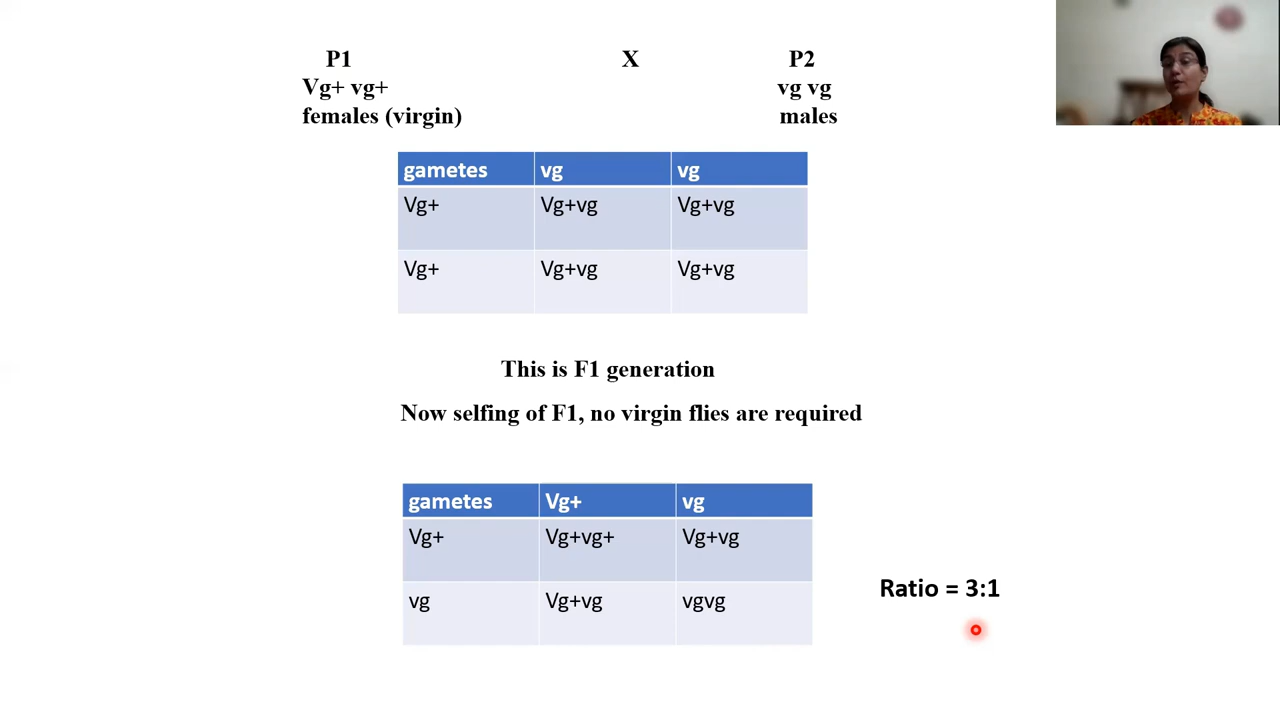 P1 X P2
Vg+ vg+ vg vg
females (virgin) males
gametes vg vg
Vg+ Vg+vg Vg+vg
Vg+ Vg+vg Vg+vg
This is F1 generation
Now selfing of F1, no virgin flies are required
gametes Vg+ vg
Vg+ Vg+vg+ Vg+vg
vg Vg+vg vgvg
Ratio = 3:1